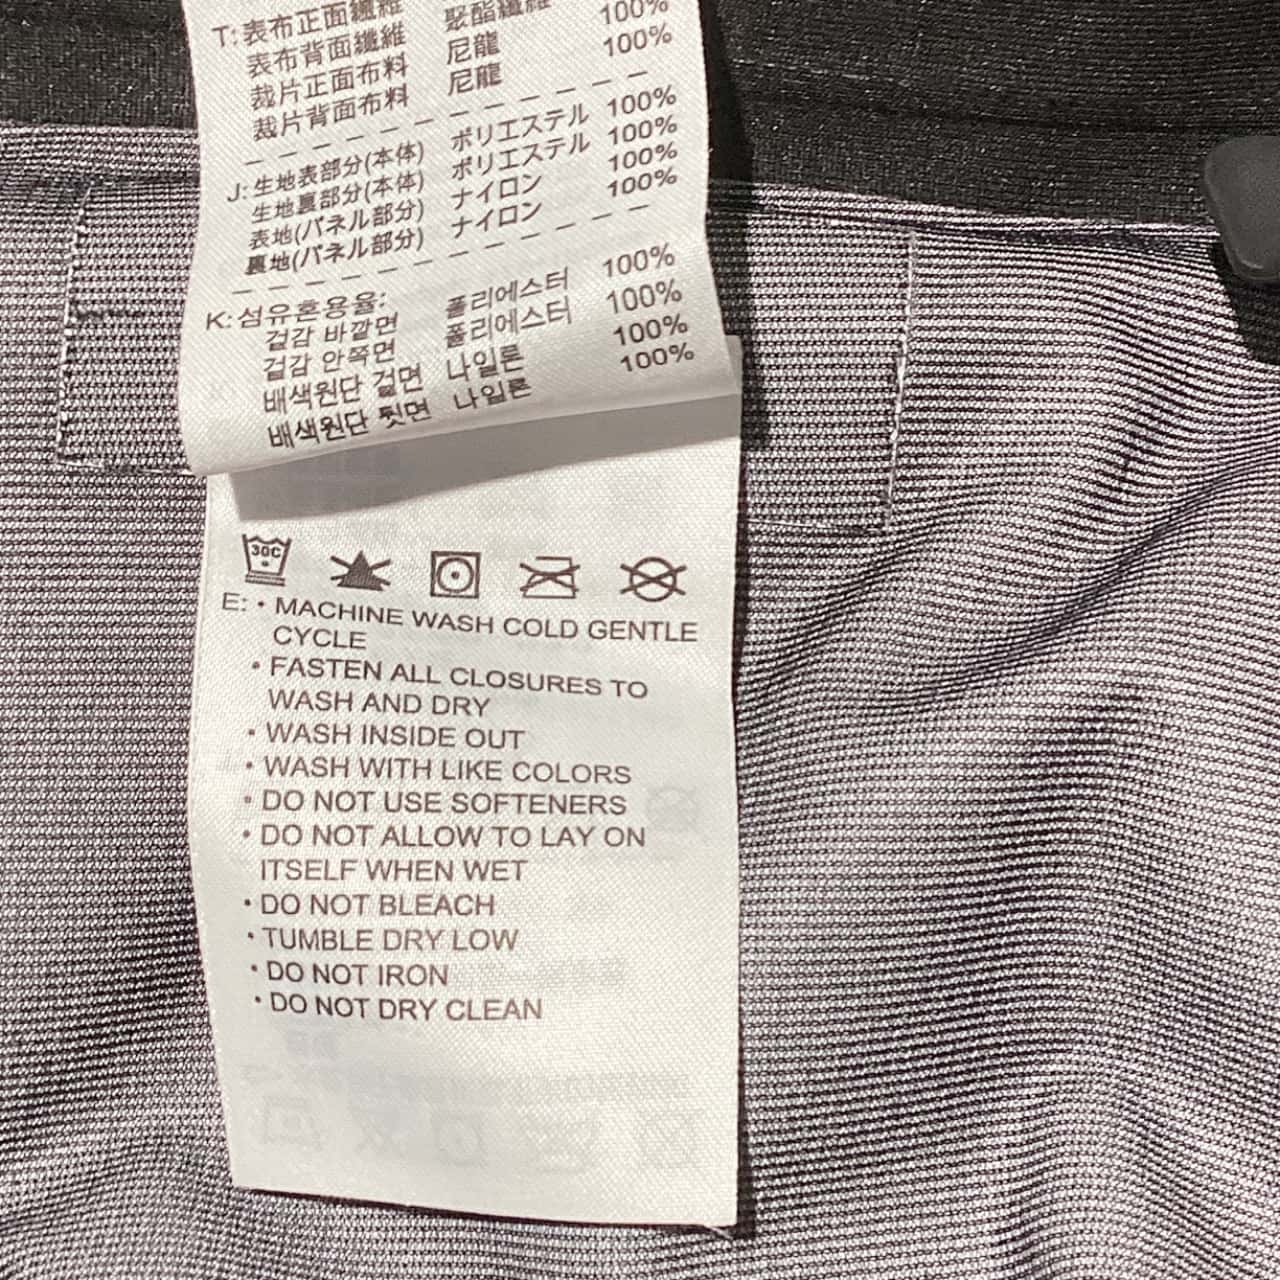 T: 表布正面纖維 聚酯纖維 100%
表布背面纖維 尼龍 100%
裁片正面布料 尼龍
裁片背面布料
J: 生地表部分(本体) ポリエステル 100%
生地裏部分(本体) ポリエステル 100%
表地(パネル部分) ナイロン 100%
裏地(パネル部分) ナイロン 100%
K: 섬유혼용율:
겉감 바깥면 폴리에스터 100%
겉감 안쪽면 폴리에스터 100%
배색원단 겉면 나일론 100%
배색원단 뒷면 나일론 100%
30C
E: • MACHINE WASH COLD GENTLE
CYCLE
• FASTEN ALL CLOSURES TO
WASH AND DRY
• WASH INSIDE OUT
• WASH WITH LIKE COLORS
• DO NOT USE SOFTENERS
• DO NOT ALLOW TO LAY ON
ITSELF WHEN WET
• DO NOT BLEACH
• TUMBLE DRY LOW
• DO NOT IRON
• DO NOT DRY CLEAN